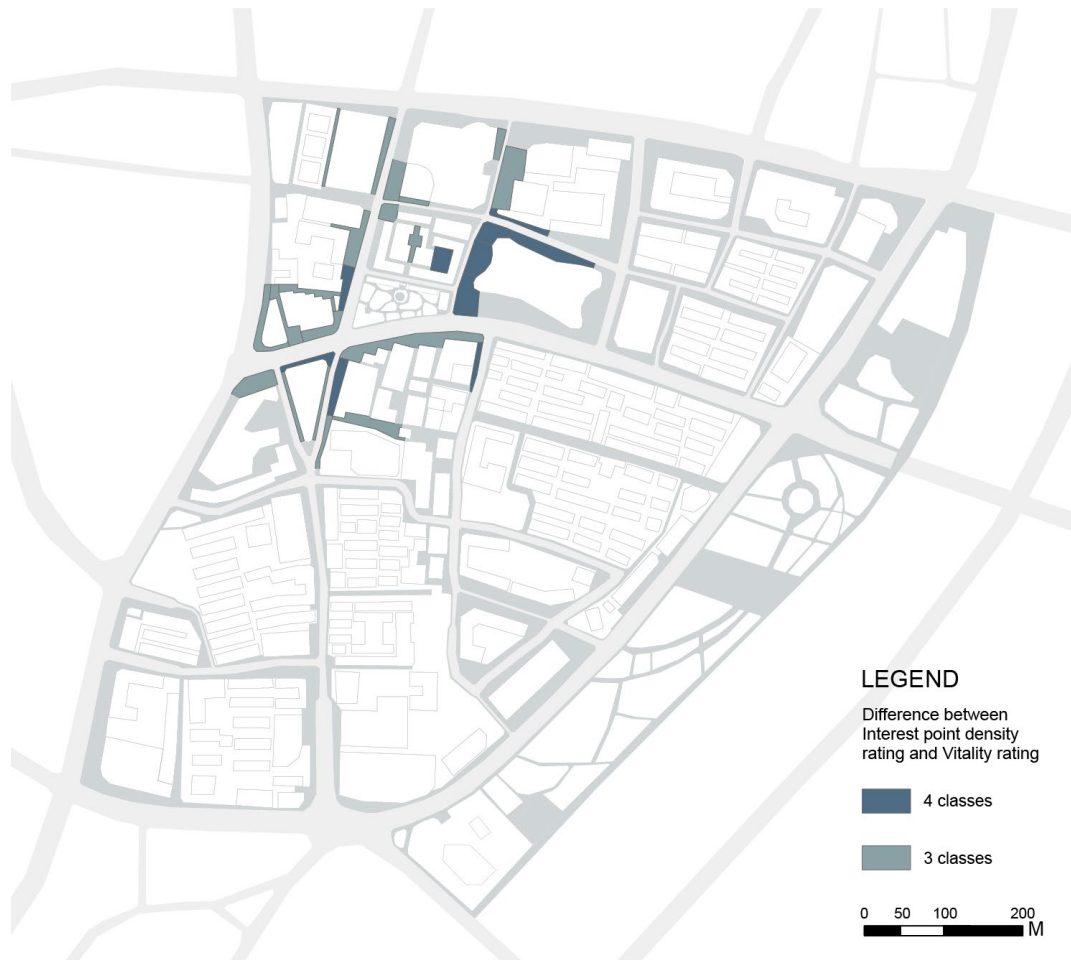 LEGEND
Difference between
Interest point density
rating and Vitality rating
4 classes
3 classes
0 50 100 200
M